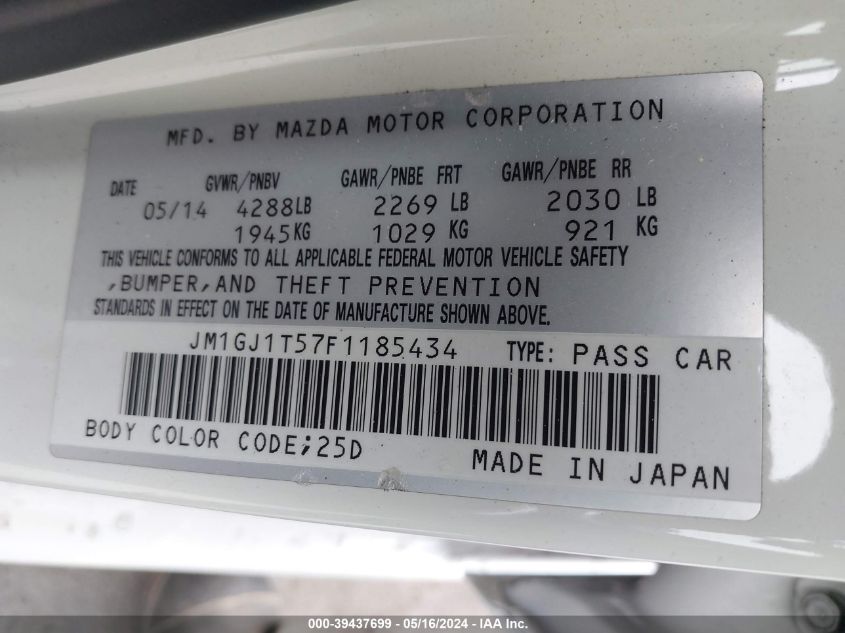 MFD. BY MAZDA MOTOR CORPORATION
DATE GVWR/PNBV GAWR/PNBE FRT GAWR/PNBE RR
05/14 4288LB 2269 LB 2030 LB
1945KG 1029 KG 921 KG
THIS VEHICLE CONFORMS TO ALL APPLICABLE FEDERAL MOTOR VEHICLE SAFETY
,BUMPER,AND THEFT PREVENTION
STANDARDS IN EFFECT ON THE DATE OF MANUFACTURE SHOWN ABOVE.
JM1GJ1T57F1185434 TYPE: PASS CAR
BODY COLOR CODE;25D
MADE IN JAPAN
000-39437699 - 05/16/2024 - IAA Inc.